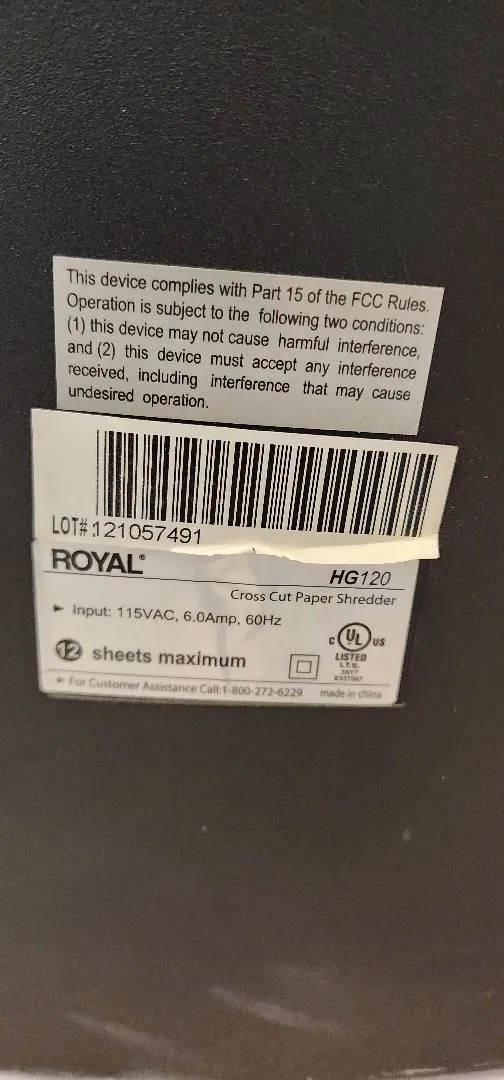 This device complies with Part 15 of the FCC Rules.
Operation is subject to the following two conditions:
(1) this device may not cause harmful interference,
and (2) this device must accept any interference
received, including interference that may cause
undesired operation.
LOT#:121057491
ROYAL®
HG120
Cross Cut Paper Shredder
Input: 115VAC, 6.0Amp, 60Hz
12 sheets maximum
C UL US
LISTED
I.T.E.
For Customer Assistance Call:1-800-272-6229
made in china